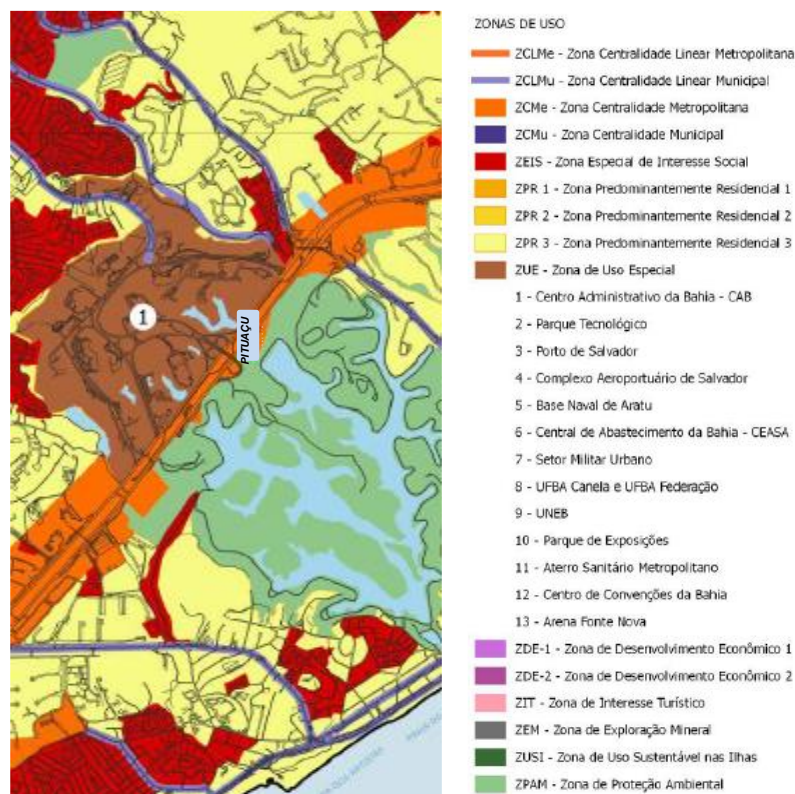 PITUAÇU
1
ZONAS DE USO
ZCLMe - Zona Centralidade Linear Metropolitana
ZCLMu - Zona Centralidade Linear Municipal
ZCMe - Zona Centralidade Metropolitana
ZCMu - Zona Centralidade Municipal
ZEIS - Zona Especial de Interesse Social
ZPR 1 - Zona Predominantemente Residencial 1
ZPR 2 - Zona Predominantemente Residencial 2
ZPR 3 - Zona Predominantemente Residencial 3
ZUE - Zona de Uso Especial
1 - Centro Administrativo da Bahia - CAB
2 - Parque Tecnológico
3 - Porto de Salvador
4 - Complexo Aeroportuário de Salvador
5 - Base Naval de Aratu
6 - Central de Abastecimento da Bahia - CEASA
7 - Setor Militar Urbano
8 - UFBA Canela e UFBA Federação
9 - UNEB
10 - Parque de Exposições
11 - Aterro Sanitário Metropolitano
12 - Centro de Convenções da Bahia
13 - Arena Fonte Nova
ZDE-1 - Zona de Desenvolvimento Econômico 1
ZDE-2 - Zona de Desenvolvimento Econômico 2
ZIT - Zona de Interesse Turístico
ZEM - Zona de Exploração Mineral
ZUSI - Zona de Uso Sustentável nas Ilhas
ZPAM - Zona de Proteção Ambiental